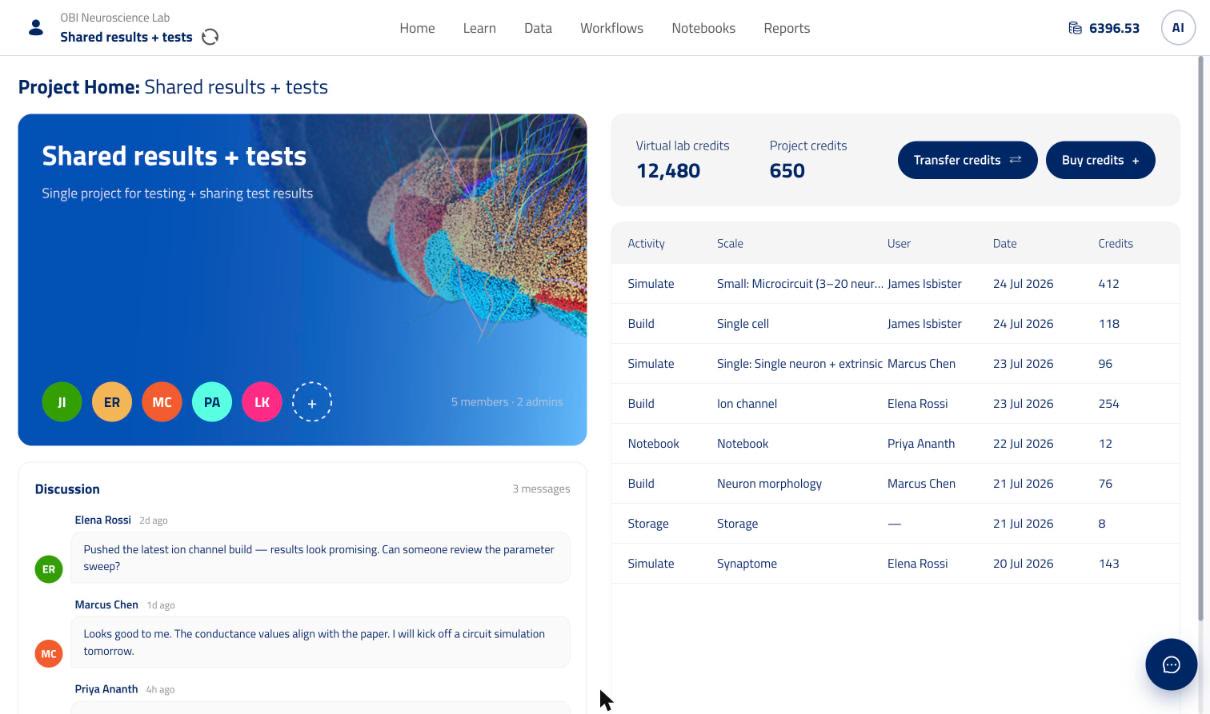 OBI Neuroscience Lab
Shared results + tests
Home Learn Data Workflows Notebooks Reports
6396.53
AI
Project Home: Shared results + tests
Shared results + tests
Single project for testing + sharing test results
JI ER MC PA LK +
5 members · 2 admins
Discussion
3 messages
Elena Rossi 2d ago
ER
Pushed the latest ion channel build — results look promising. Can someone review the parameter
sweep?
Marcus Chen 1d ago
MC
Looks good to me. The conductance values align with the paper. I will kick off a circuit simulation
tomorrow.
Priya Ananth 4h ago
Virtual lab credits
12,480
Project credits
650
Transfer credits
Buy credits +
Activity Scale User Date Credits
Simulate Small: Microcircuit (3–20 neur... James Isbister 24 Jul 2026 412
Build Single cell James Isbister 24 Jul 2026 118
Simulate Single: Single neuron + extrinsic Marcus Chen 23 Jul 2026 96
Build Ion channel Elena Rossi 23 Jul 2026 254
Notebook Notebook Priya Ananth 22 Jul 2026 12
Build Neuron morphology Marcus Chen 21 Jul 2026 76
Storage Storage — 21 Jul 2026 8
Simulate Synaptome Elena Rossi 20 Jul 2026 143